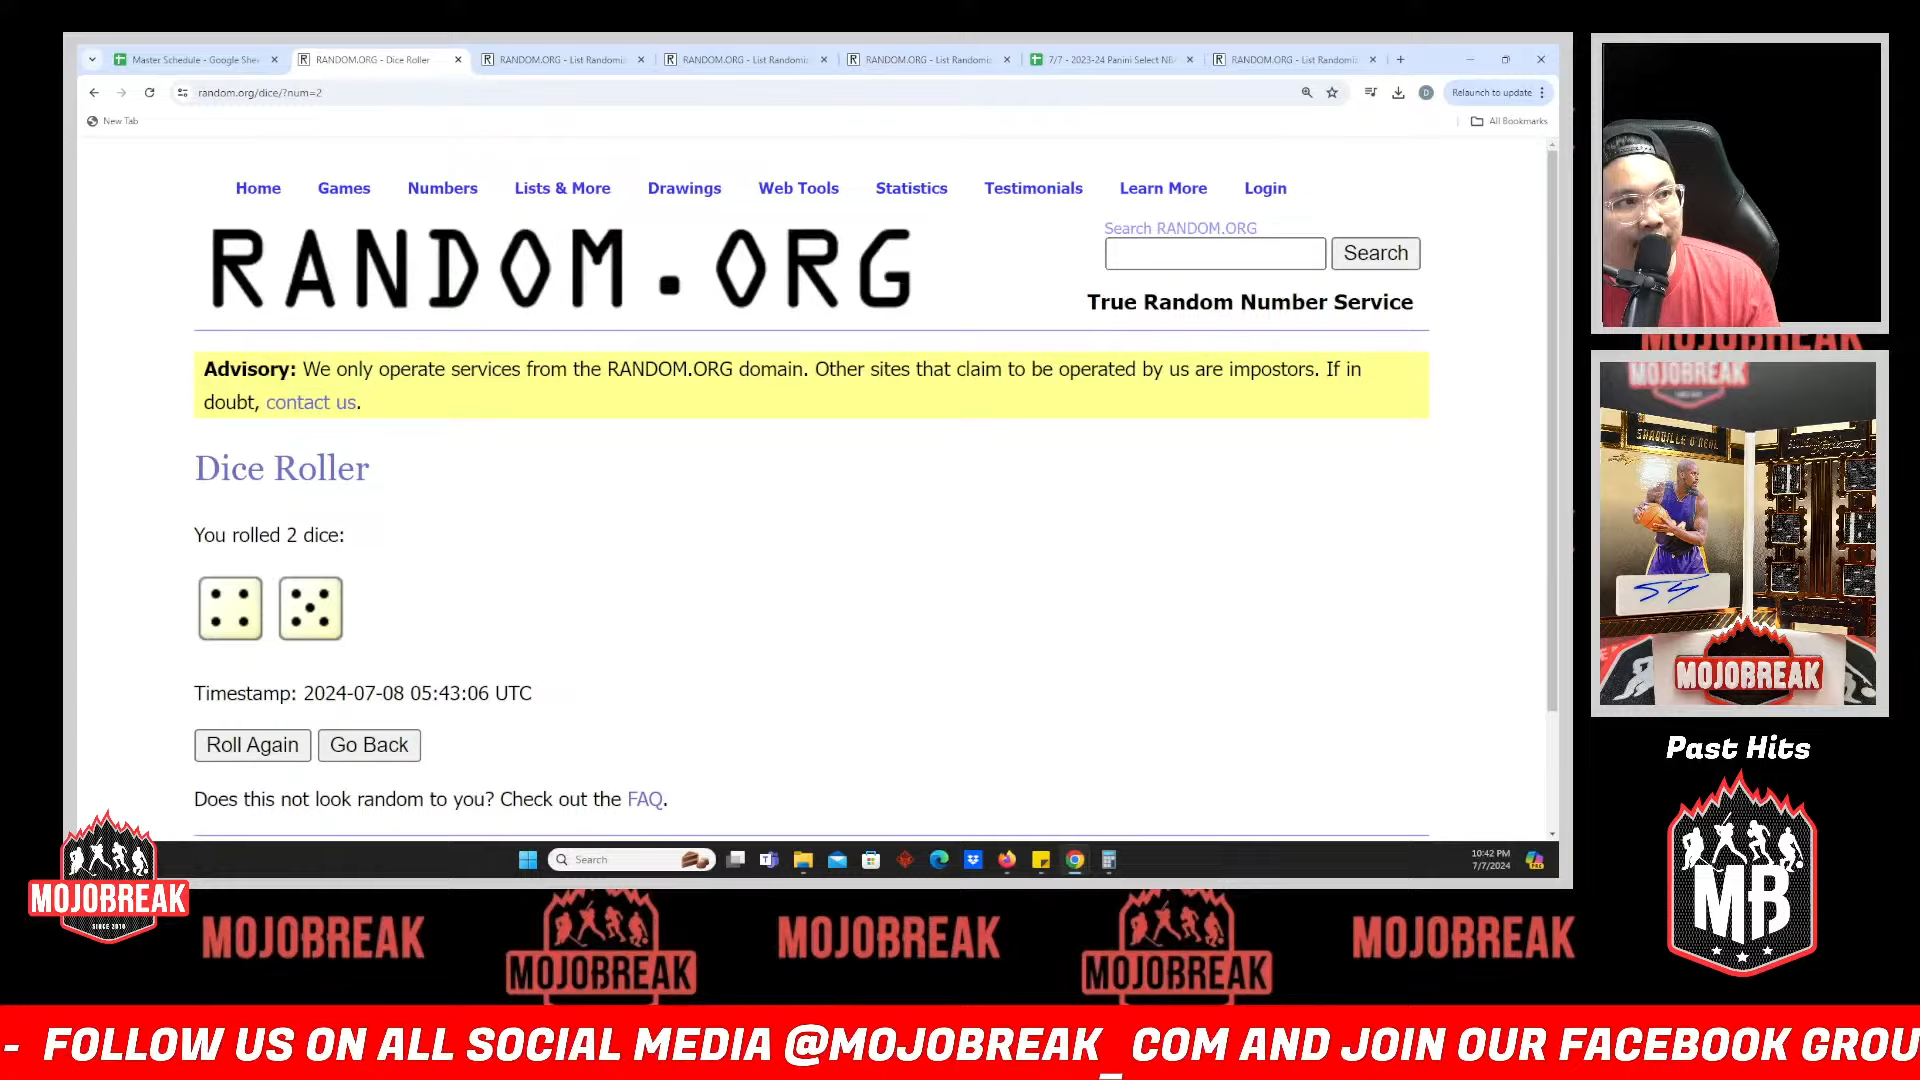 Master Schedule - Google She
RANDOM.ORG - Dice Roller
RANDOM.ORG - List Randomiz
RANDOM.ORG - List Randomiz
RANDOM.ORG - List Randomiz
7/7 - 2023-24 Panini Select NB
RANDOM.ORG - List Randomiz
random.org/dice/?num=2
Relaunch to update
New Tab
All Bookmarks
Home Games Numbers Lists & More Drawings Web Tools Statistics Testimonials Learn More Login
RANDOM.ORG
Search RANDOM.ORG
Search
True Random Number Service
Advisory: We only operate services from the RANDOM.ORG domain. Other sites that claim to be operated by us are impostors. If in
doubt, contact us.
Dice Roller
You rolled 2 dice:
Timestamp: 2024-07-08 05:43:06 UTC
Roll Again Go Back
Does this not look random to you? Check out the FAQ.
Search
10:42 PM
7/7/2024
MOJOBREAK
MOJOBREAK
SHAQUILLE O'NEAL
MOJOBREAK
Past Hits
MB
MOJOBREAK
SINCE 2010
MOJOBREAK
MOJOBREAK
MOJOBREAK
MOJOBREAK
MOJOBREAK
- FOLLOW US ON ALL SOCIAL MEDIA @MOJOBREAK_COM AND JOIN OUR FACEBOOK GROU